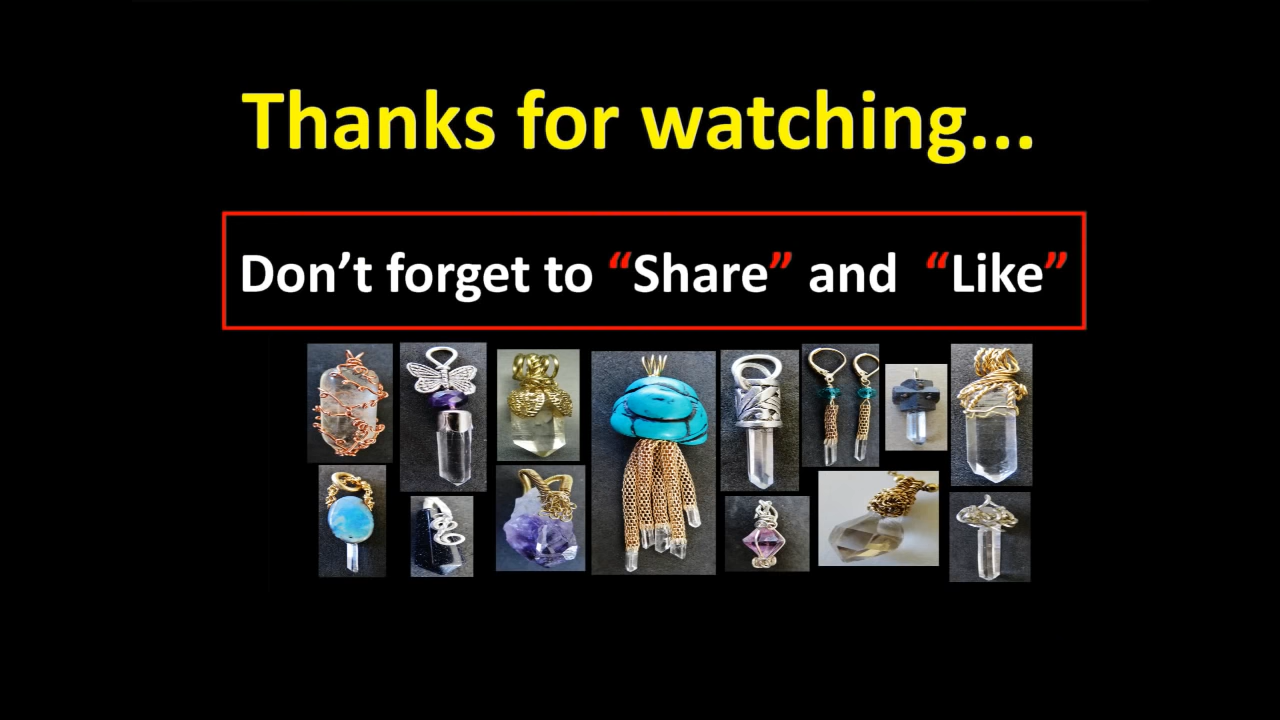 Thanks for watching...
Don’t forget to “Share” and “Like”